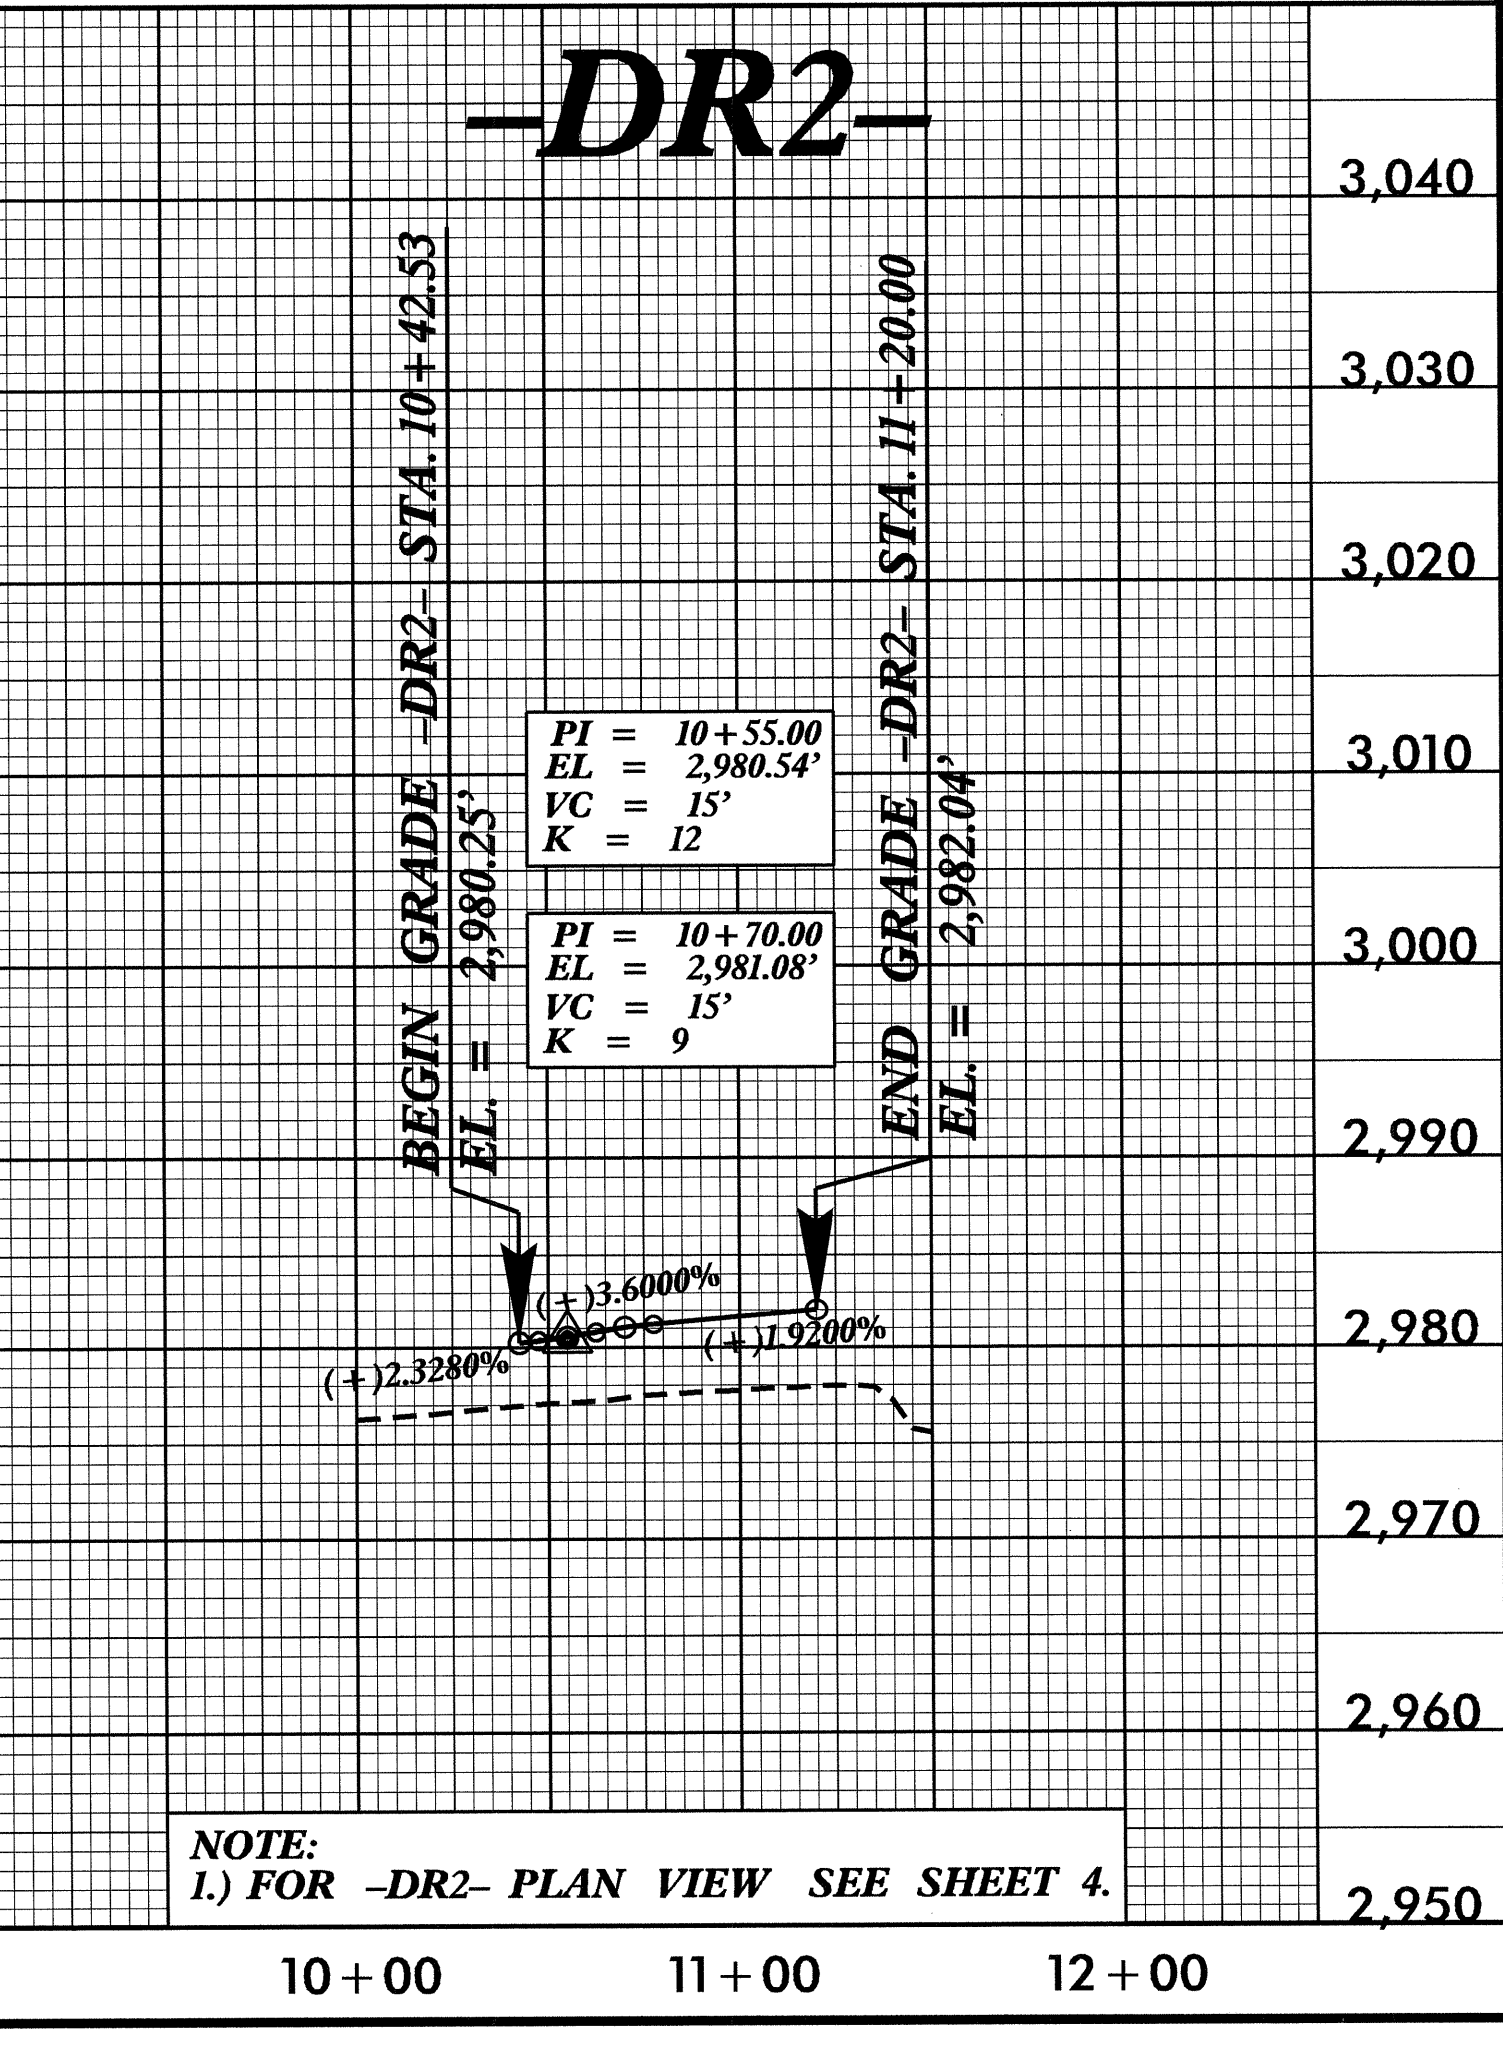 –DR2–
BEGIN GRADE –DR2– STA. 10+42.53
EL. = 2,980.25'
END GRADE –DR2– STA. 11+20.00
EL. = 2,982.04'
PI = 10+55.00
EL = 2,980.54'
VC = 15'
K = 12
PI = 10+70.00
EL = 2,981.08'
VC = 15'
K = 9
(+)3.6000%
(+)1.9200%
(+)2.3280%
3,040
3,030
3,020
3,010
3,000
2,990
2,980
2,970
2,960
2,950
NOTE:
1.) FOR –DR2– PLAN VIEW SEE SHEET 4.
10+00
11+00
12+00